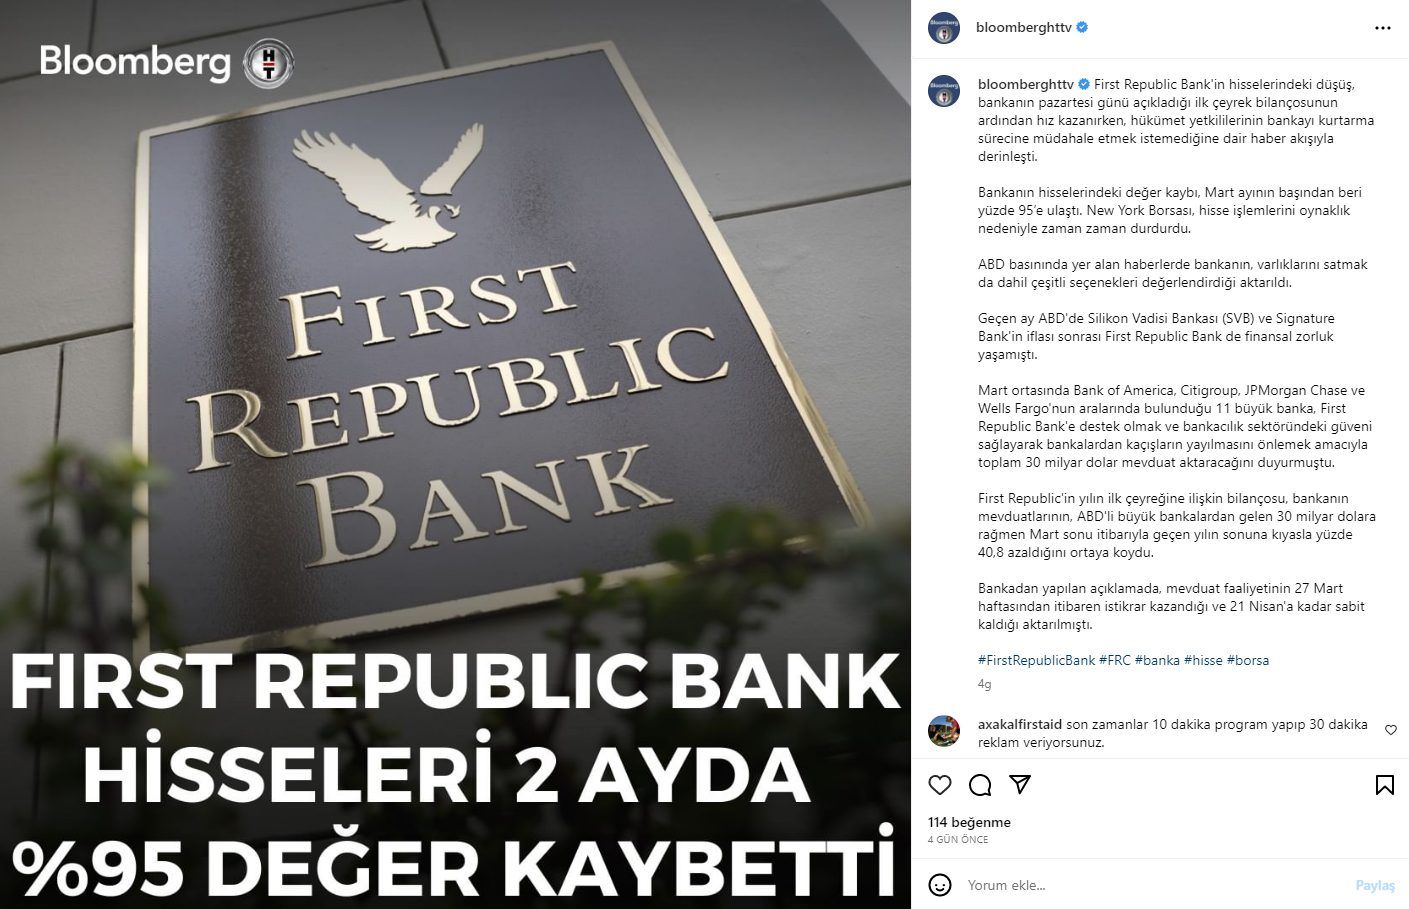 Bloomberg HT
FIRST
REPUBLIC
BANK
FIRST REPUBLIC BANK
HİSSELERİ 2 AYDA
%95 DEĞER KAYBETTİ
bloomberghttv
bloomberghttv First Republic Bank'in hisselerindeki düşüş,
bankanın pazartesi günü açıkladığı ilk çeyrek bilançosunun
ardından hız kazanırken, hükümet yetkililerinin bankayı kurtarma
sürecine müdahale etmek istemediğine dair haber akışıyla
derinleşti.
Bankanın hisselerindeki değer kaybı, Mart ayının başından beri
yüzde 95'e ulaştı. New York Borsası, hisse işlemlerini oynaklık
nedeniyle zaman zaman durdurdu.
ABD basınında yer alan haberlerde bankanın, varlıklarını satmak
da dahil çeşitli seçenekleri değerlendirdiği aktarıldı.
Geçen ay ABD'de Silikon Vadisi Bankası (SVB) ve Signature
Bank'in iflası sonrası First Republic Bank de finansal zorluk
yaşamıştı.
Mart ortasında Bank of America, Citigroup, JPMorgan Chase ve
Wells Fargo'nun aralarında bulunduğu 11 büyük banka, First
Republic Bank'e destek olmak ve bankacılık sektöründeki güveni
sağlayarak bankalardan kaçışların yayılmasını önlemek amacıyla
toplam 30 milyar dolar mevduat aktaracağını duyurmuştu.
First Republic'in yılın ilk çeyreğine ilişkin bilançosu, bankanın
mevduatlarının, ABD'li büyük bankalardan gelen 30 milyar dolara
rağmen Mart sonu itibarıyla geçen yılın sonuna kıyasla yüzde
40,8 azaldığını ortaya koydu.
Bankadan yapılan açıklamada, mevduat faaliyetinin 27 Mart
haftasından itibaren istikrar kazandığı ve 21 Nisan'a kadar sabit
kaldığı aktarılmıştı.
#FirstRepublicBank #FRC #banka #hisse #borsa
4g
axakalfirstaid son zamanlar 10 dakika program yapıp 30 dakika
reklam veriyorsunuz.
114 beğenme
4 GÜN ÖNCE
Yorum ekle...
Paylaş